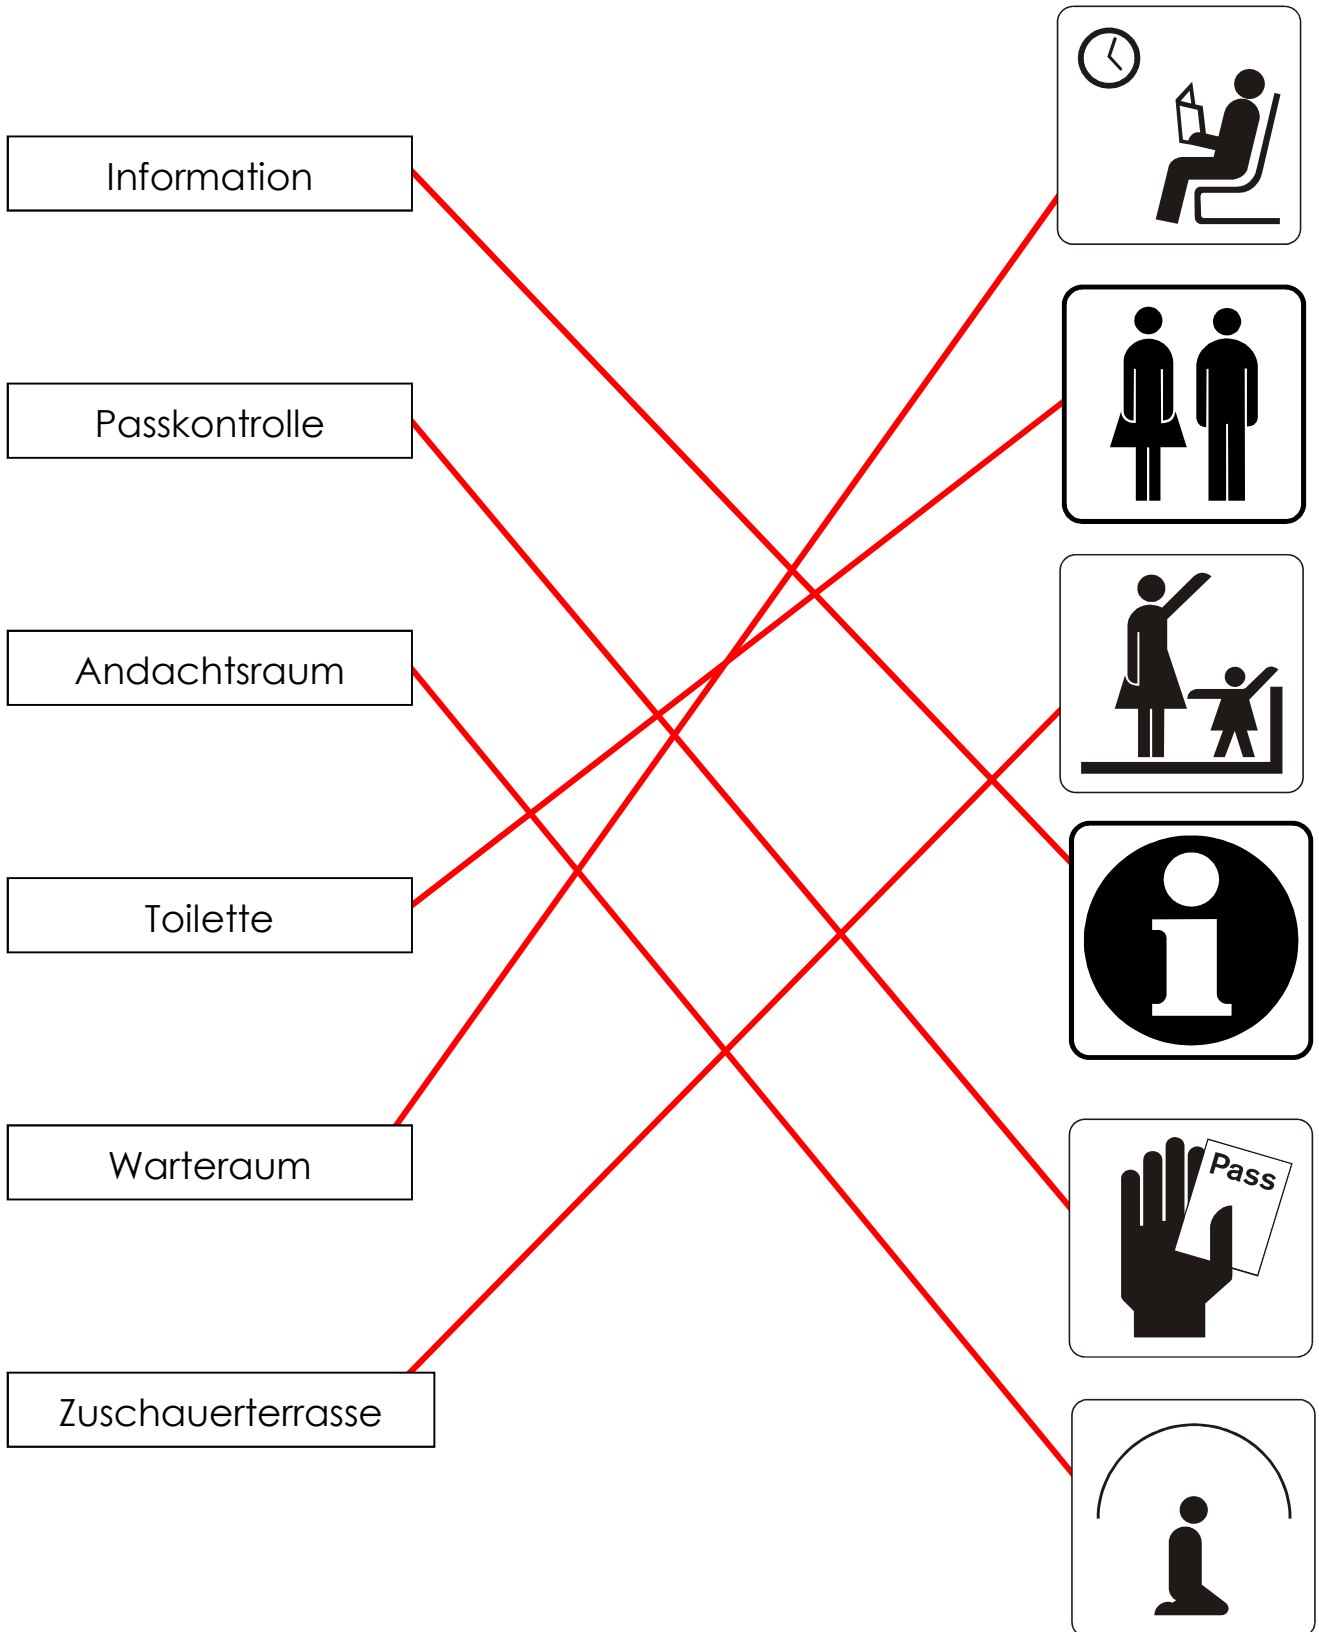 Information
Passkontrolle
Andachtsraum
Toilette
Warteraum
Zuschauerterrasse
i
Pass